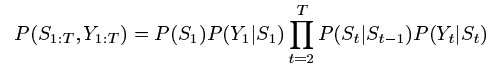 P(S_{1:T}, Y_{1:T}) = P(S_1)P(Y_1|S_1) \prod_{t=2}^{T} P(S_t|S_{t-1})P(Y_t|S_t)